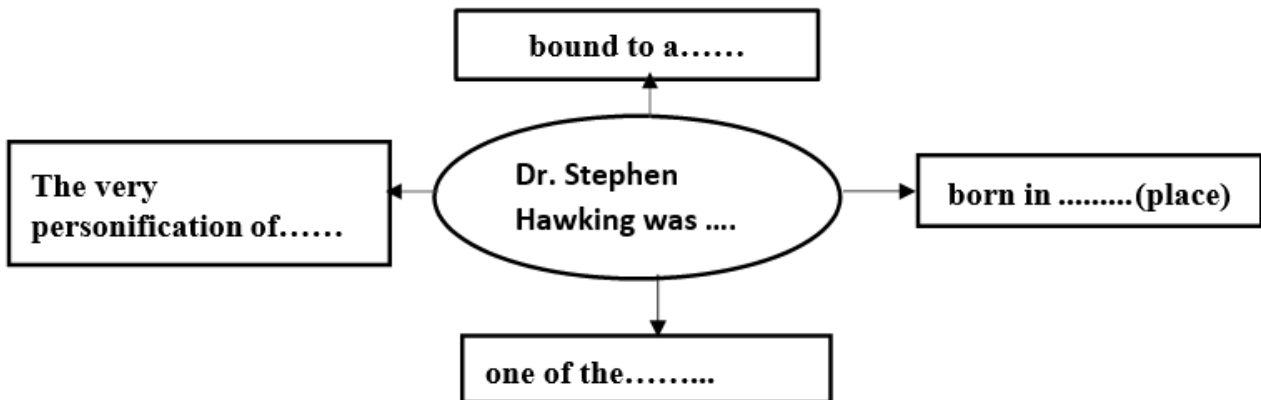 bound to a......
The very
personification of......
Dr. Stephen
Hawking was ....
born in .........(place)
one of the.........